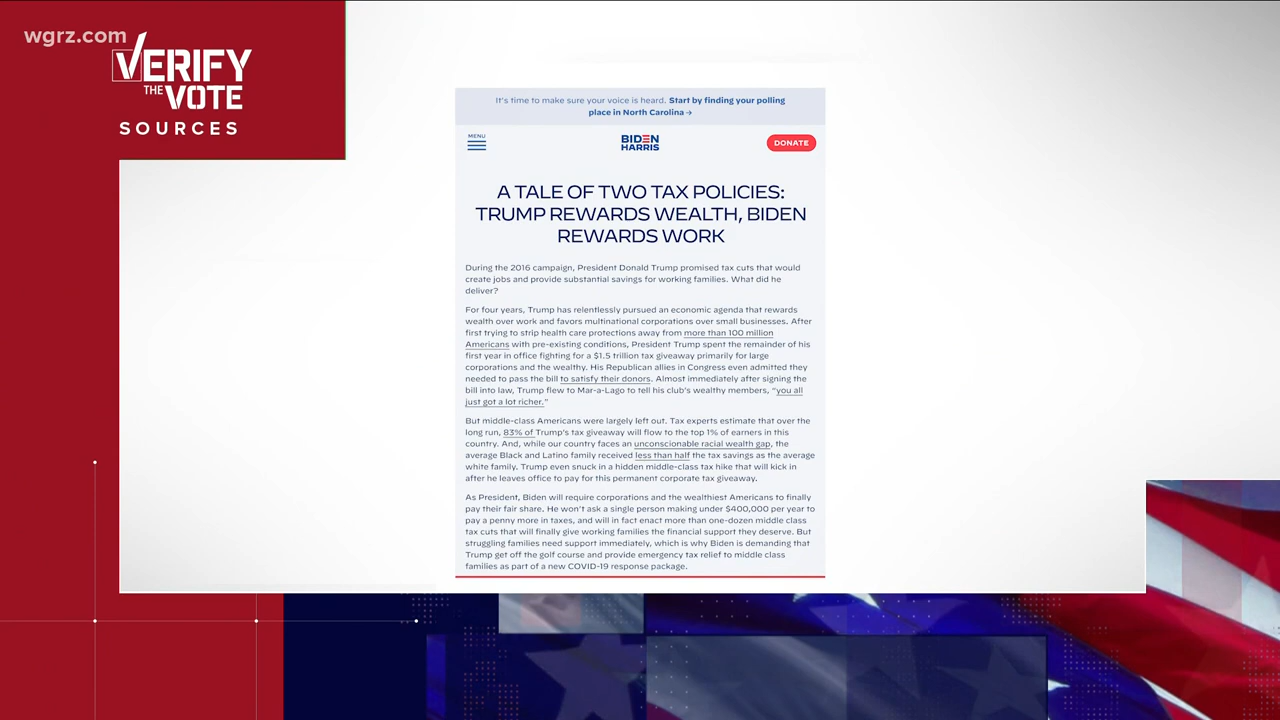 wgrz.com
VERIFY
THE VOTE
SOURCES
It's time to make sure your voice is heard. Start by finding your polling
place in North Carolina →
MENU
BIDEN
HARRIS
DONATE
A TALE OF TWO TAX POLICIES:
TRUMP REWARDS WEALTH, BIDEN
REWARDS WORK
During the 2016 campaign, President Donald Trump promised tax cuts that would
create jobs and provide substantial savings for working families. What did he
deliver?
For four years, Trump has relentlessly pursued an economic agenda that rewards
wealth over work and favors multinational corporations over small businesses. After
first trying to strip health care protections away from more than 100 million
Americans with pre-existing conditions, President Trump spent the remainder of his
first year in office fighting for a $1.5 trillion tax giveaway primarily for large
corporations and the wealthy. His Republican allies in Congress even admitted they
needed to pass the bill to satisfy their donors. Almost immediately after signing the
bill into law, Trump flew to Mar-a-Lago to tell his club's wealthy members, “you all
just got a lot richer.”
But middle-class Americans were largely left out. Tax experts estimate that over the
long run, 83% of Trump's tax giveaway will flow to the top 1% of earners in this
country. And, while our country faces an unconscionable racial wealth gap, the
average Black and Latino family received less than half the tax savings as the average
white family. Trump even snuck in a hidden middle-class tax hike that will kick in
after he leaves office to pay for this permanent corporate tax giveaway.
As President, Biden will require corporations and the wealthiest Americans to finally
pay their fair share. He won't ask a single person making under $400,000 per year to
pay a penny more in taxes, and will in fact enact more than one-dozen middle class
tax cuts that will finally give working families the financial support they deserve. But
struggling families need support immediately, which is why Biden is demanding that
Trump get off the golf course and provide emergency tax relief to middle class
families as part of a new COVID-19 response package.